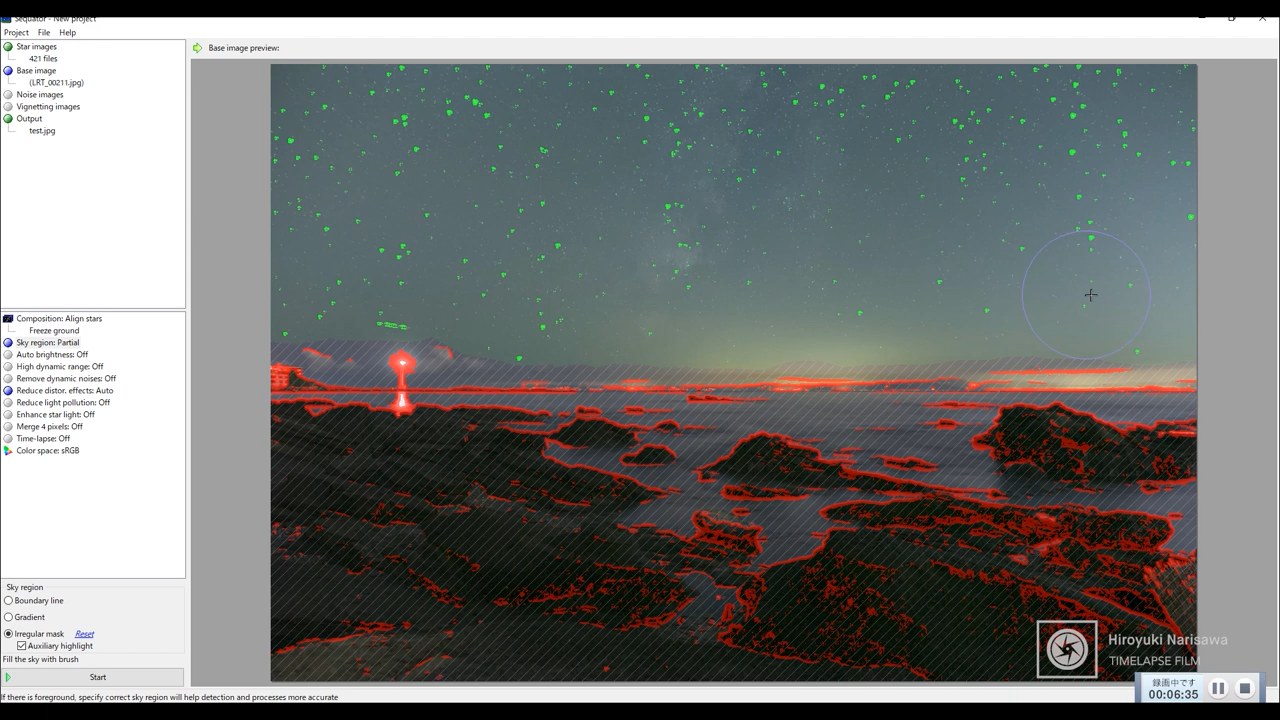 Sequator - New project
Project File Help
Star images
421 files
Base image
(LRT_00211.jpg)
Noise images
Vignetting images
Output
test.jpg
Base image preview:
Composition: Align stars
Freeze ground
Sky region: Partial
Auto brightness: Off
High dynamic range: Off
Remove dynamic noises: Off
Reduce distor. effects: Auto
Reduce light pollution: Off
Enhance star light: Off
Merge 4 pixels: Off
Time-lapse: Off
Color space: sRGB
Sky region
Boundary line
Gradient
Irregular mask Reset
Auxiliary highlight
Fill the sky with brush
Start
If there is foreground, specify correct sky region will help detection and processes more accurate
Hiroyuki Narisawa
TIMELAPSE FILM
録画中です
00:06:35